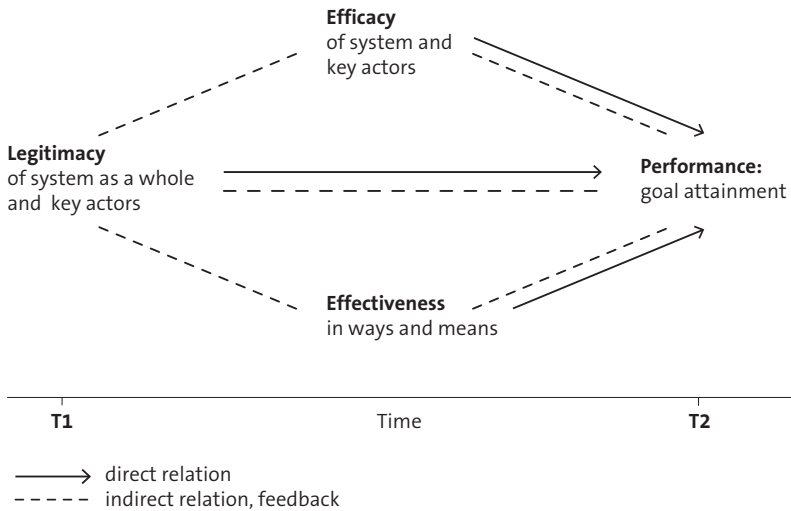 Efficacy
of system and
key actors
Legitimacy
of system as a whole
and key actors
Performance:
goal attainment
Effectiveness
in ways and means
T1
Time
T2
direct relation
indirect relation, feedback